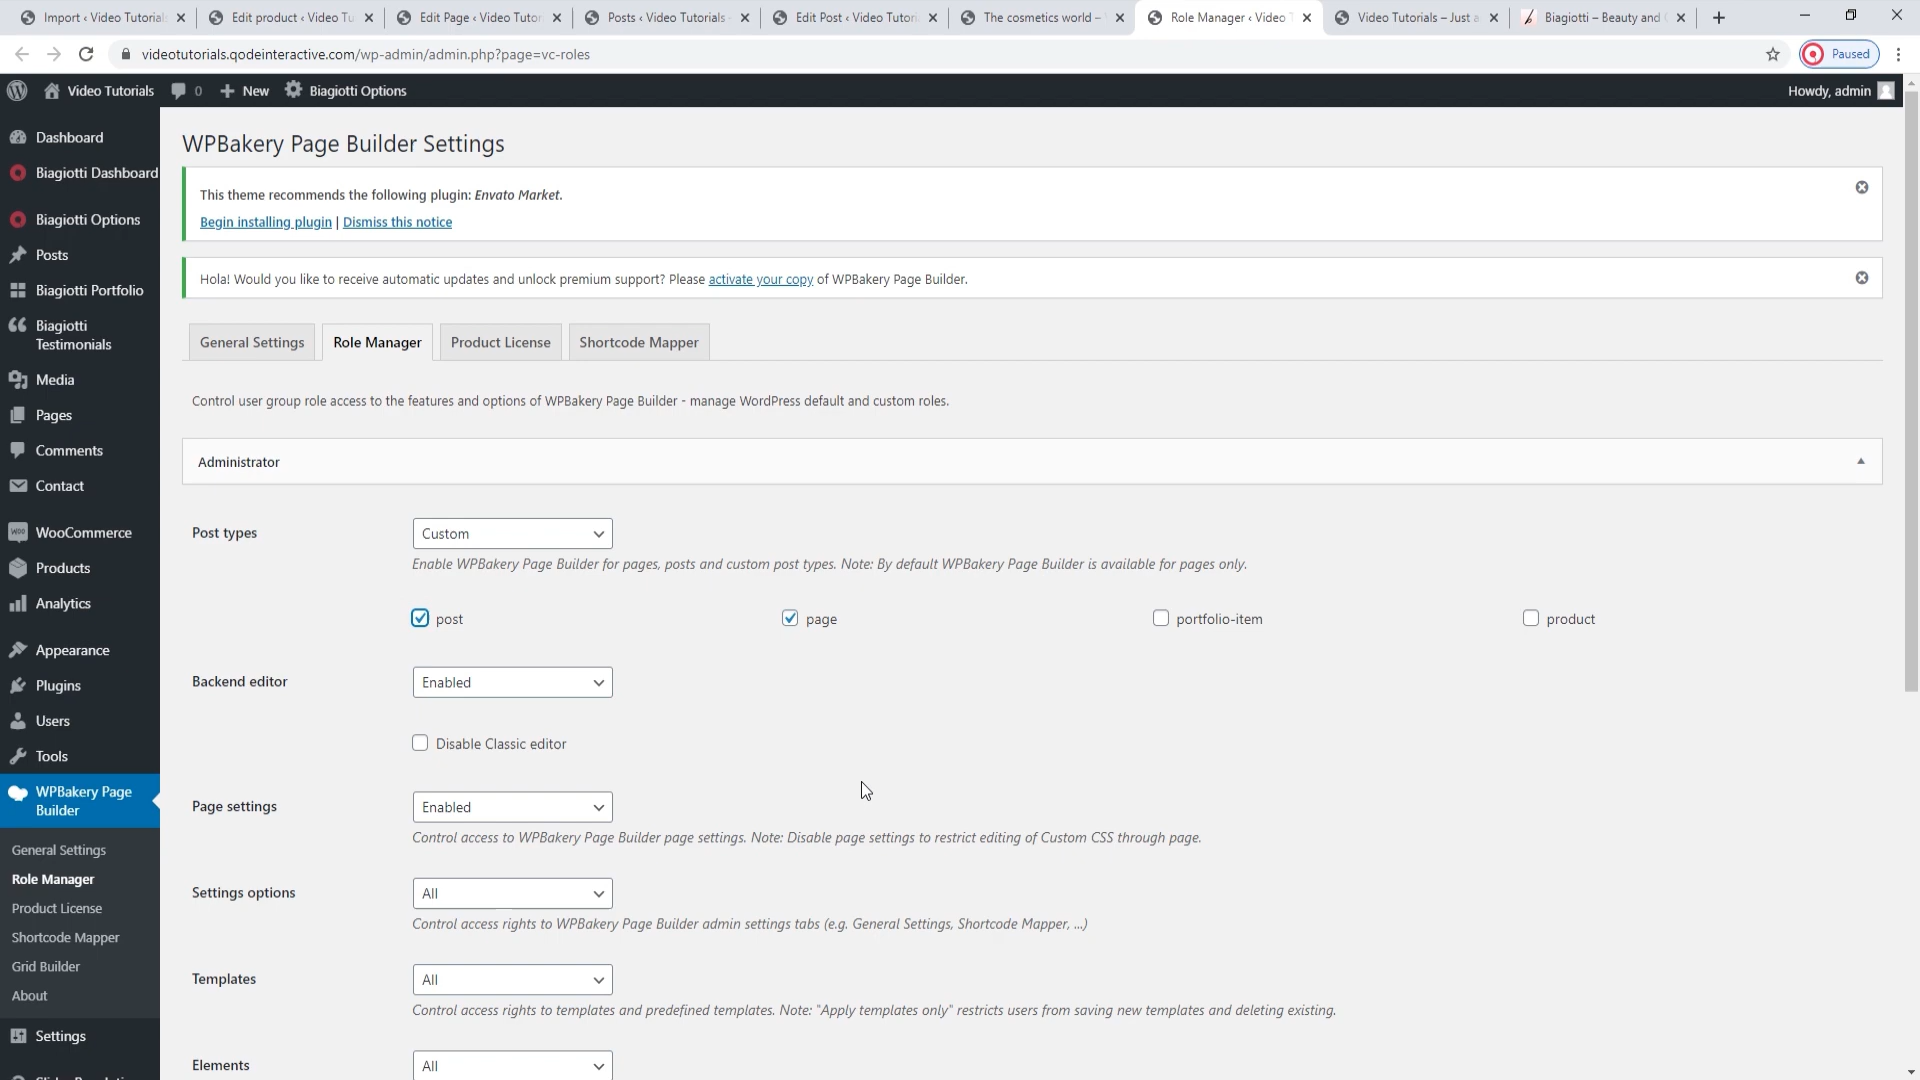 Import ‹ Video Tutorial
Edit product ‹ Video Tu
Edit Page ‹ Video Tutor
Posts ‹ Video Tutorials
Edit Post ‹ Video Tutori
The cosmetics world –
Role Manager ‹ Video T
Video Tutorials – Just a
Biagiotti – Beauty and C
videotutorials.qodeinteractive.com/wp-admin/admin.php?page=vc-roles
Paused
Video Tutorials
0
New
Biagiotti Options
Howdy, admin
Dashboard
Biagiotti Dashboard
Biagiotti Options
Posts
Biagiotti Portfolio
Biagiotti
Testimonials
Media
Pages
Comments
Contact
WooCommerce
Products
Analytics
Appearance
Plugins
Users
Tools
WPBakery Page
Builder
General Settings
Role Manager
Product License
Shortcode Mapper
Grid Builder
About
Settings
WPBakery Page Builder Settings
This theme recommends the following plugin: Envato Market.
Begin installing plugin | Dismiss this notice
Hola! Would you like to receive automatic updates and unlock premium support? Please activate your copy of WPBakery Page Builder.
General Settings
Role Manager
Product License
Shortcode Mapper
Control user group role access to the features and options of WPBakery Page Builder - manage WordPress default and custom roles.
Administrator
Post types
Custom
Enable WPBakery Page Builder for pages, posts and custom post types. Note: By default WPBakery Page Builder is available for pages only.
post
page
portfolio-item
product
Backend editor
Enabled
Disable Classic editor
Page settings
Enabled
Control access to WPBakery Page Builder page settings. Note: Disable page settings to restrict editing of Custom CSS through page.
Settings options
All
Control access rights to WPBakery Page Builder admin settings tabs (e.g. General Settings, Shortcode Mapper, ...)
Templates
All
Control access rights to templates and predefined templates. Note: "Apply templates only" restricts users from saving new templates and deleting existing.
Elements
All